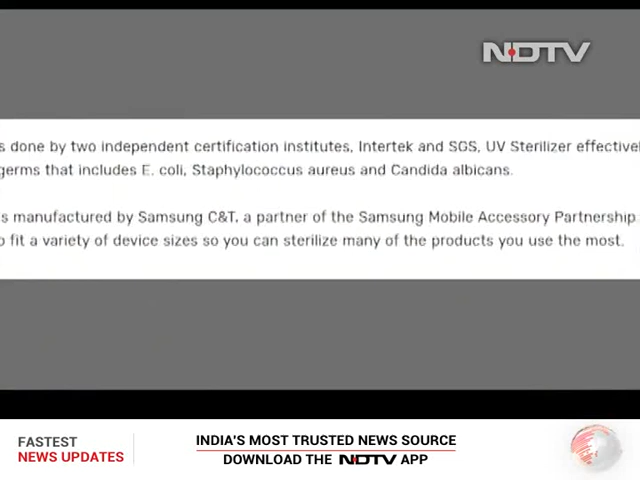 NDTV
s done by two independent certification institutes, Intertek and SGS, UV Sterilizer effectivel
germs that includes E. coli, Staphylococcus aureus and Candida albicans.
s manufactured by Samsung C&T, a partner of the Samsung Mobile Accessory Partnership
o fit a variety of device sizes so you can sterilize many of the products you use the most.
FASTEST
NEWS UPDATES
INDIA'S MOST TRUSTED NEWS SOURCE
DOWNLOAD THE NDTV APP